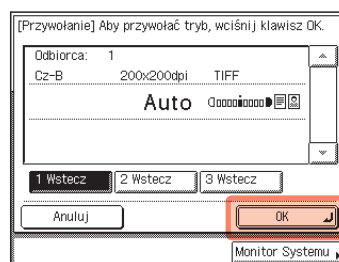 [Przywołanie] Aby przywołać tryb, wciśnij klawisz OK.
Odbiorca: 1
Cz-B 200x200dpi TIFF
Auto
1 Wstecz 2 Wstecz 3 Wstecz
Anuluj OK
Monitor Systemu